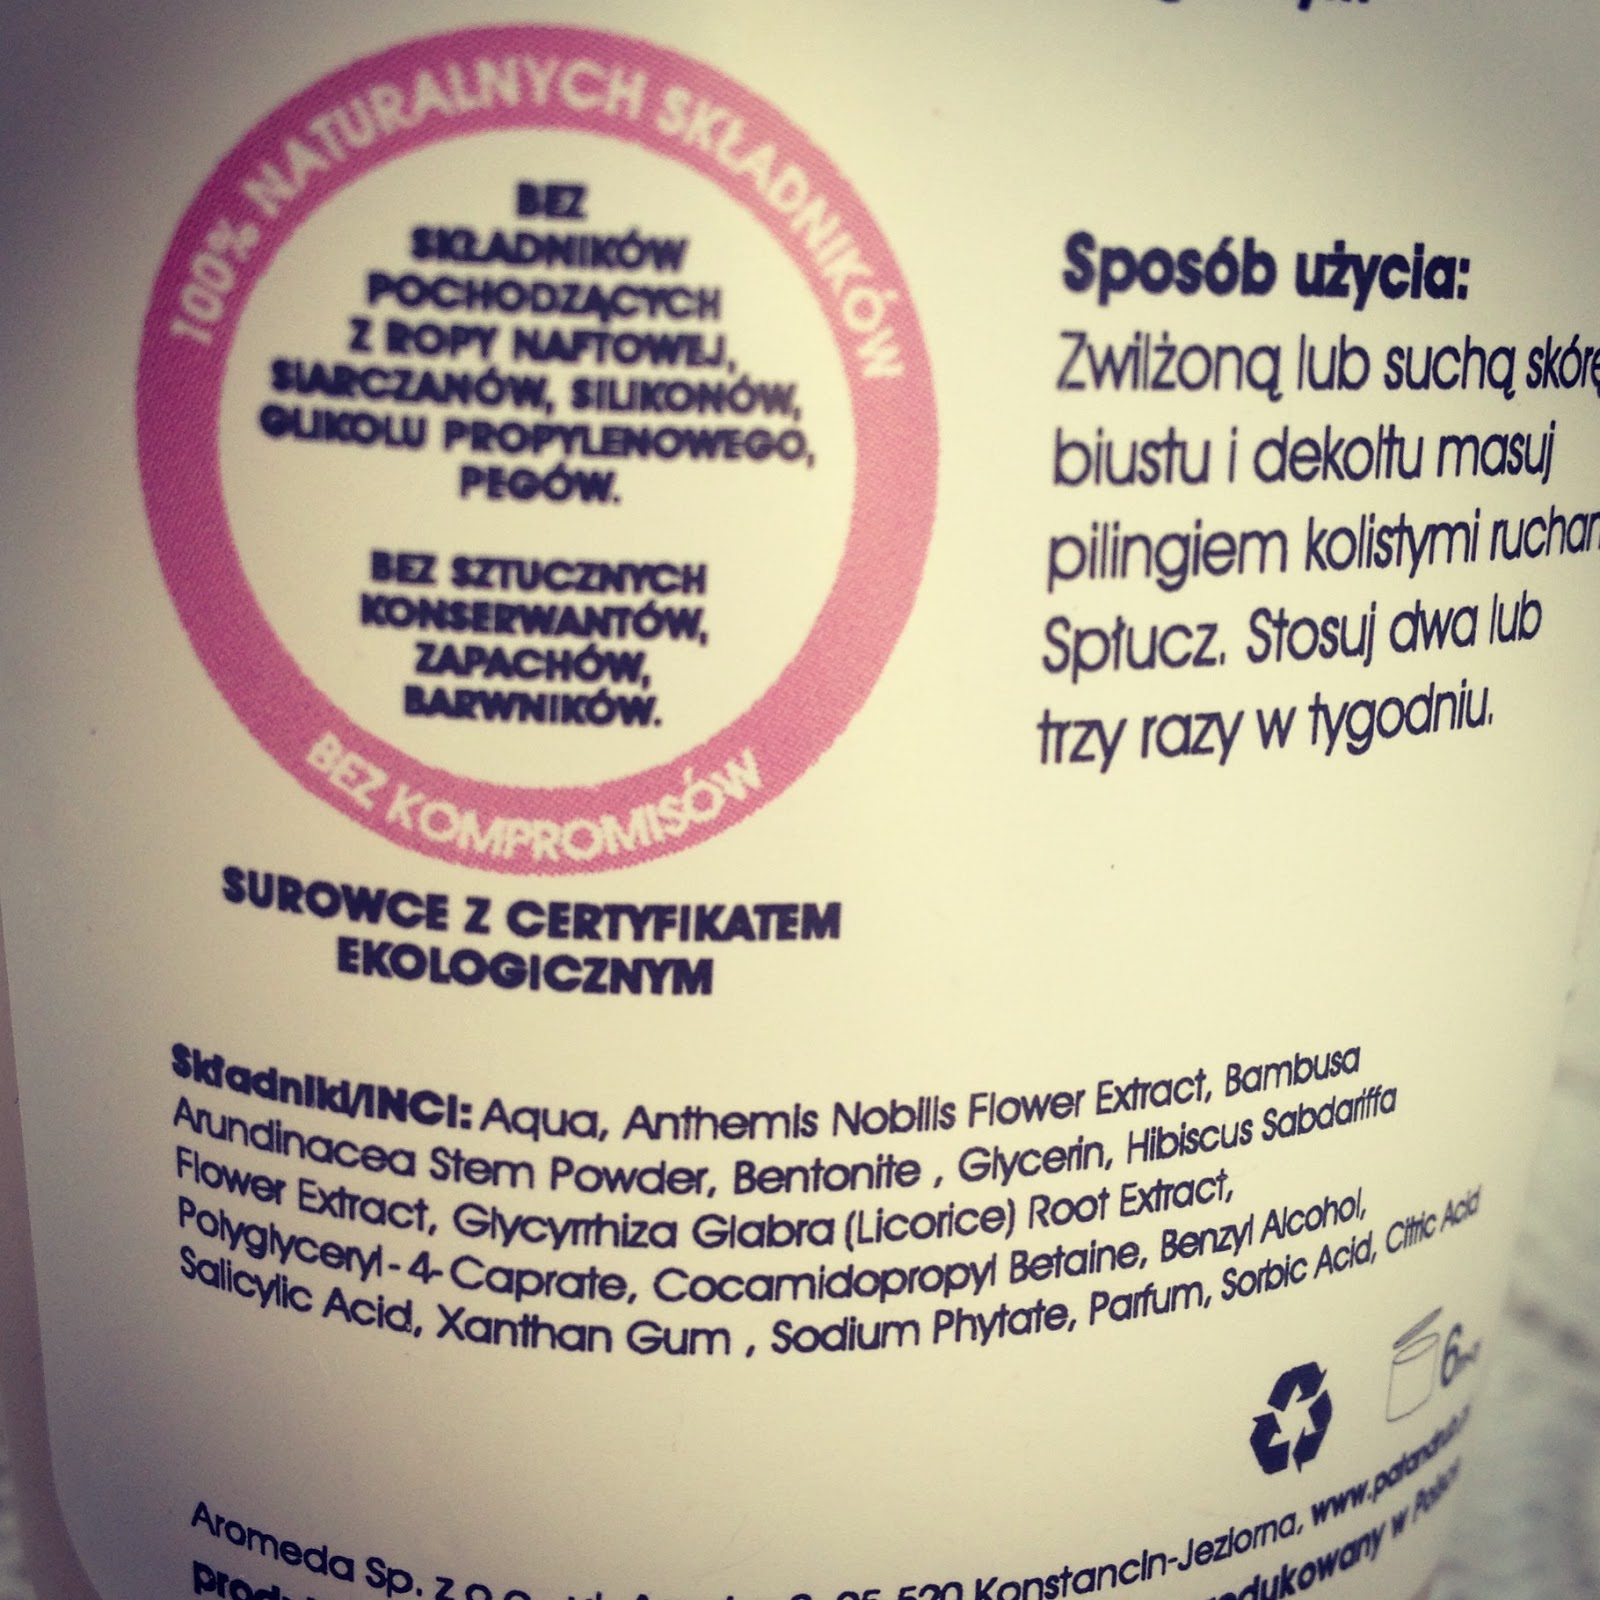 100% NATURALNYCH SKŁADNIKÓW
BEZ
SKŁADNIKÓW
POCHODZĄCYCH
Z ROPY NAFTOWEJ,
SIARCZANÓW, SILIKONÓW,
GLIKOLU PROPYLENOWEGO,
PEGÓW.
BEZ SZTUCZNYCH
KONSERWANTÓW,
ZAPACHÓW,
BARWNIKÓW.
BEZ KOMPROMISÓW
SUROWCE Z CERTYFIKATEM
EKOLOGICZNYM
Sposób użycia:
Zwilżoną lub suchą skórę
biustu i dekoltu masuj
pilingiem kolistymi
Spłucz. Stosuj dwa lub
trzy razy w tygodniu.
Składniki/INCI: Aqua, Anthemis Nobilis Flower Extract, Bambusa
Arundinacea Stem Powder, Bentonite , Glycerin, Hibiscus Sabdariffa
Flower Extract, Glycyrrhiza Glabra (Licorice) Root Extract,
Polyglyceryl-4-Caprate, Cocamidopropyl Betaine, Benzyl Alcohol,
Salicylic Acid, Xanthan Gum , Sodium Phytate, Parfum, Sorbic Acid, Citric Acid
Aromeda Sp. z o.o. 05-520 Konstancin-Jeziorna,
w